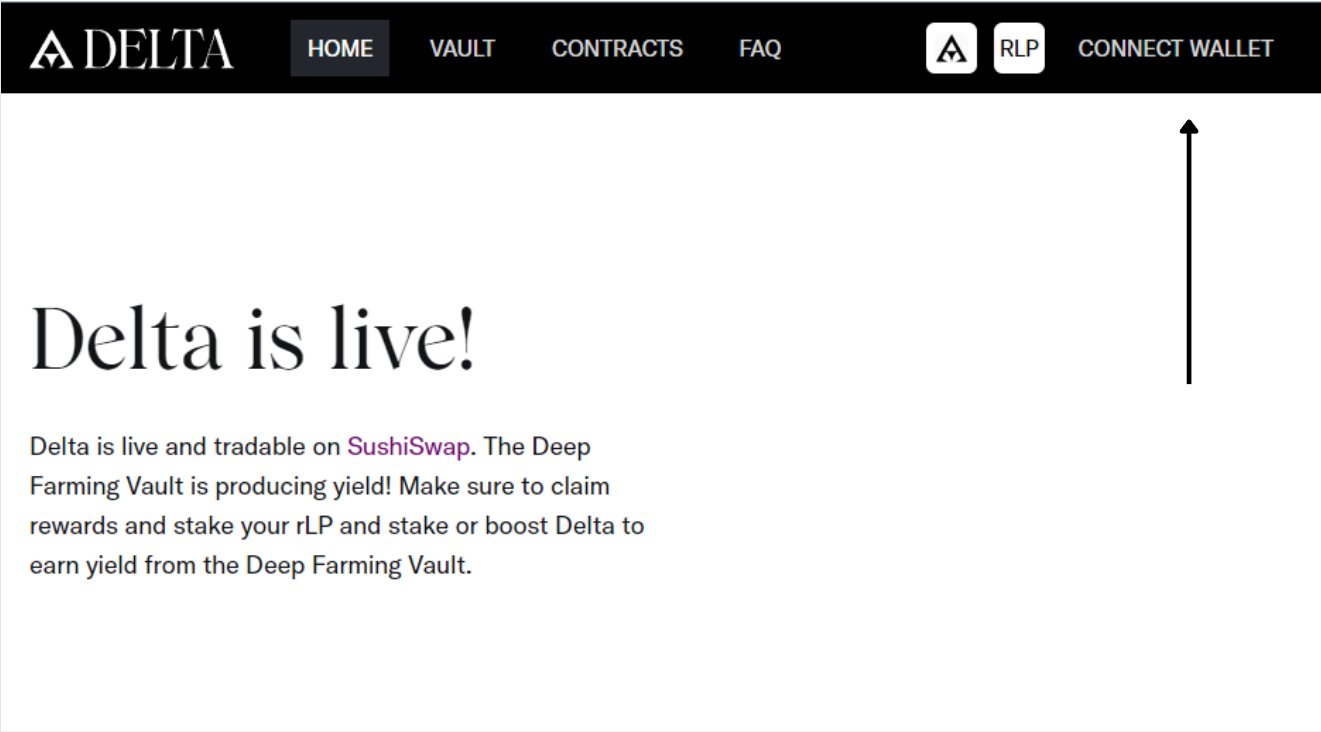 DELTA HOME VAULT CONTRACTS FAQ RLP CONNECT WALLET
Delta is live!
Delta is live and tradable on SushiSwap. The Deep
Farming Vault is producing yield! Make sure to claim
rewards and stake your rLP and stake or boost Delta to
earn yield from the Deep Farming Vault.